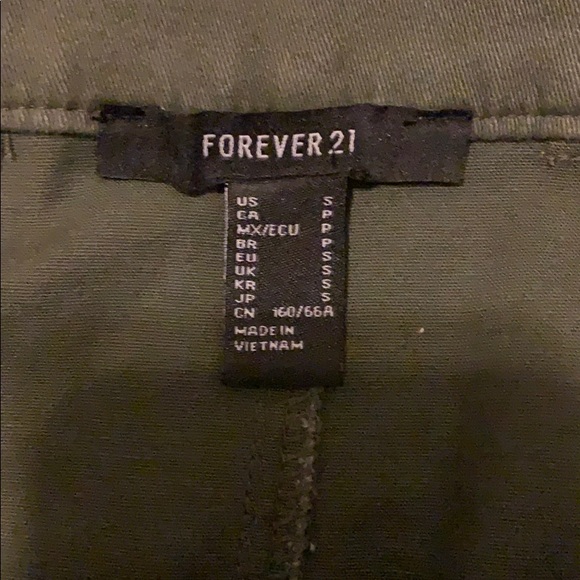 FOREVER 21
US S
CA P
MX/ECU P
BR P
EU S
UK S
KR S
JP S
CN 160/66A
MADE IN
VIETNAM